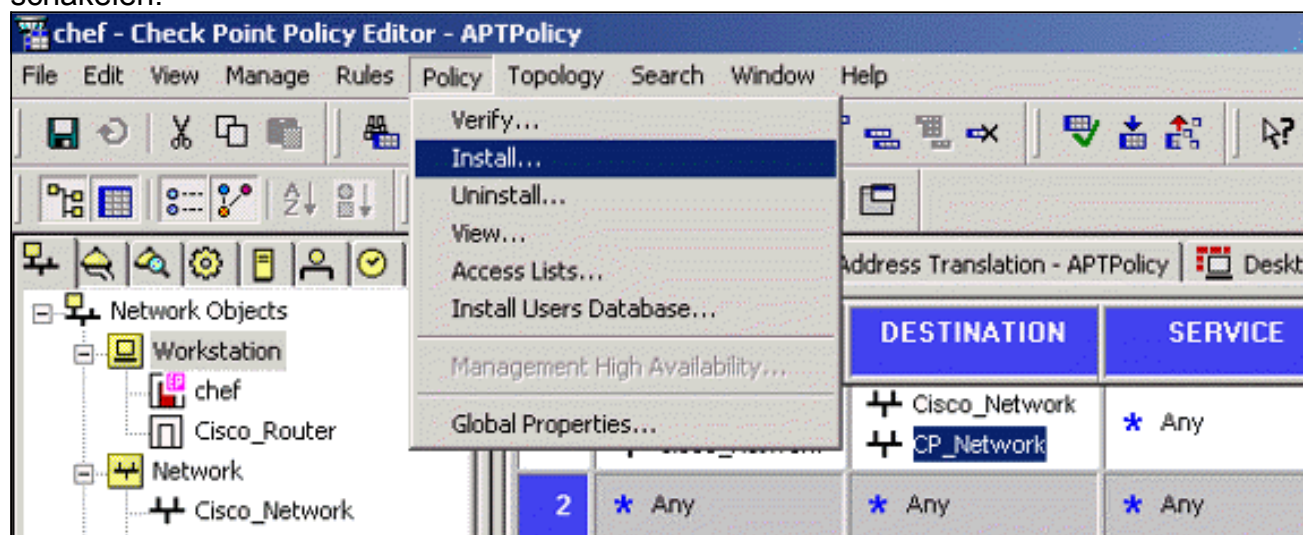 schakelen:
chef - Check Point Policy Editor - APTPolicy
File Edit View Manage Rules Policy Topology Search Window Help
Verify...
Install...
Uninstall...
View...
Access Lists...
Install Users Database...
Management High Availability...
Global Properties...
Address Translation - APTPolicy
Network Objects
Workstation
chef
Cisco_Router
Network
Cisco_Network
DESTINATION SERVICE
Cisco_Network
CP_Network
* Any
2 * Any * Any * Any